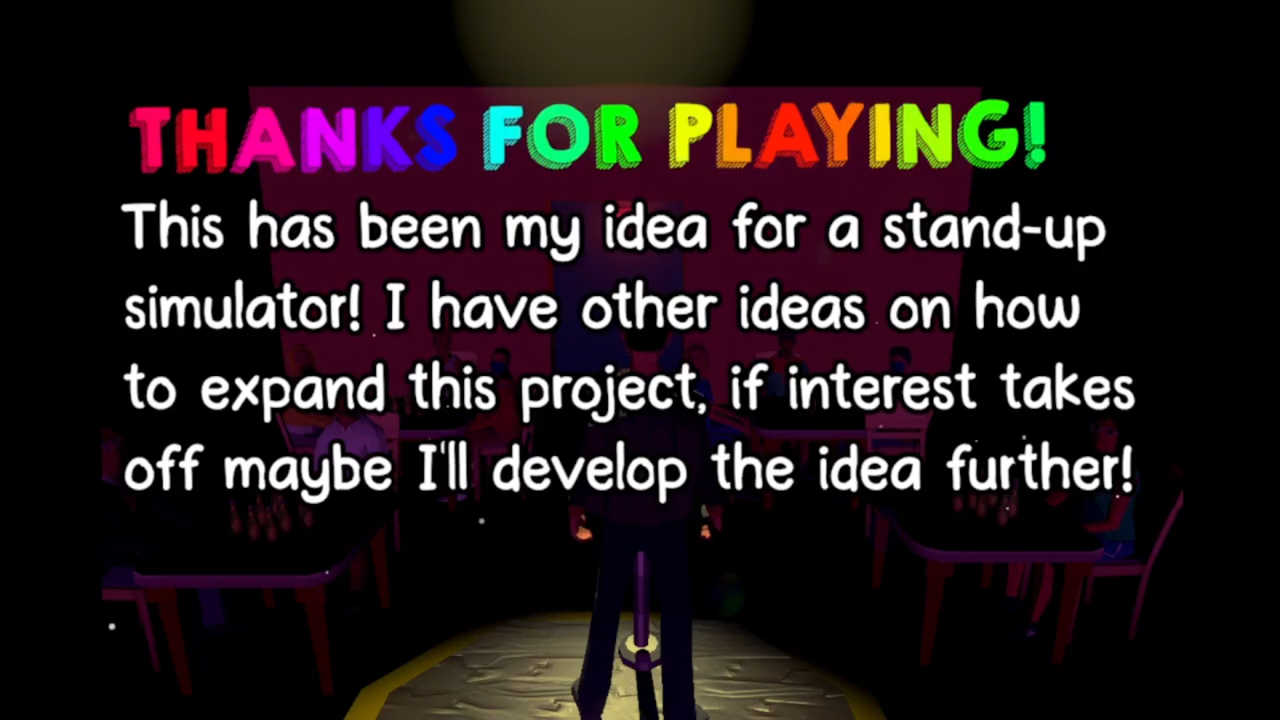 THANKS FOR PLAYING!
This has been my idea for a stand-up
simulator! I have other ideas on how
to expand this project, if interest takes
off maybe I'll develop the idea further!